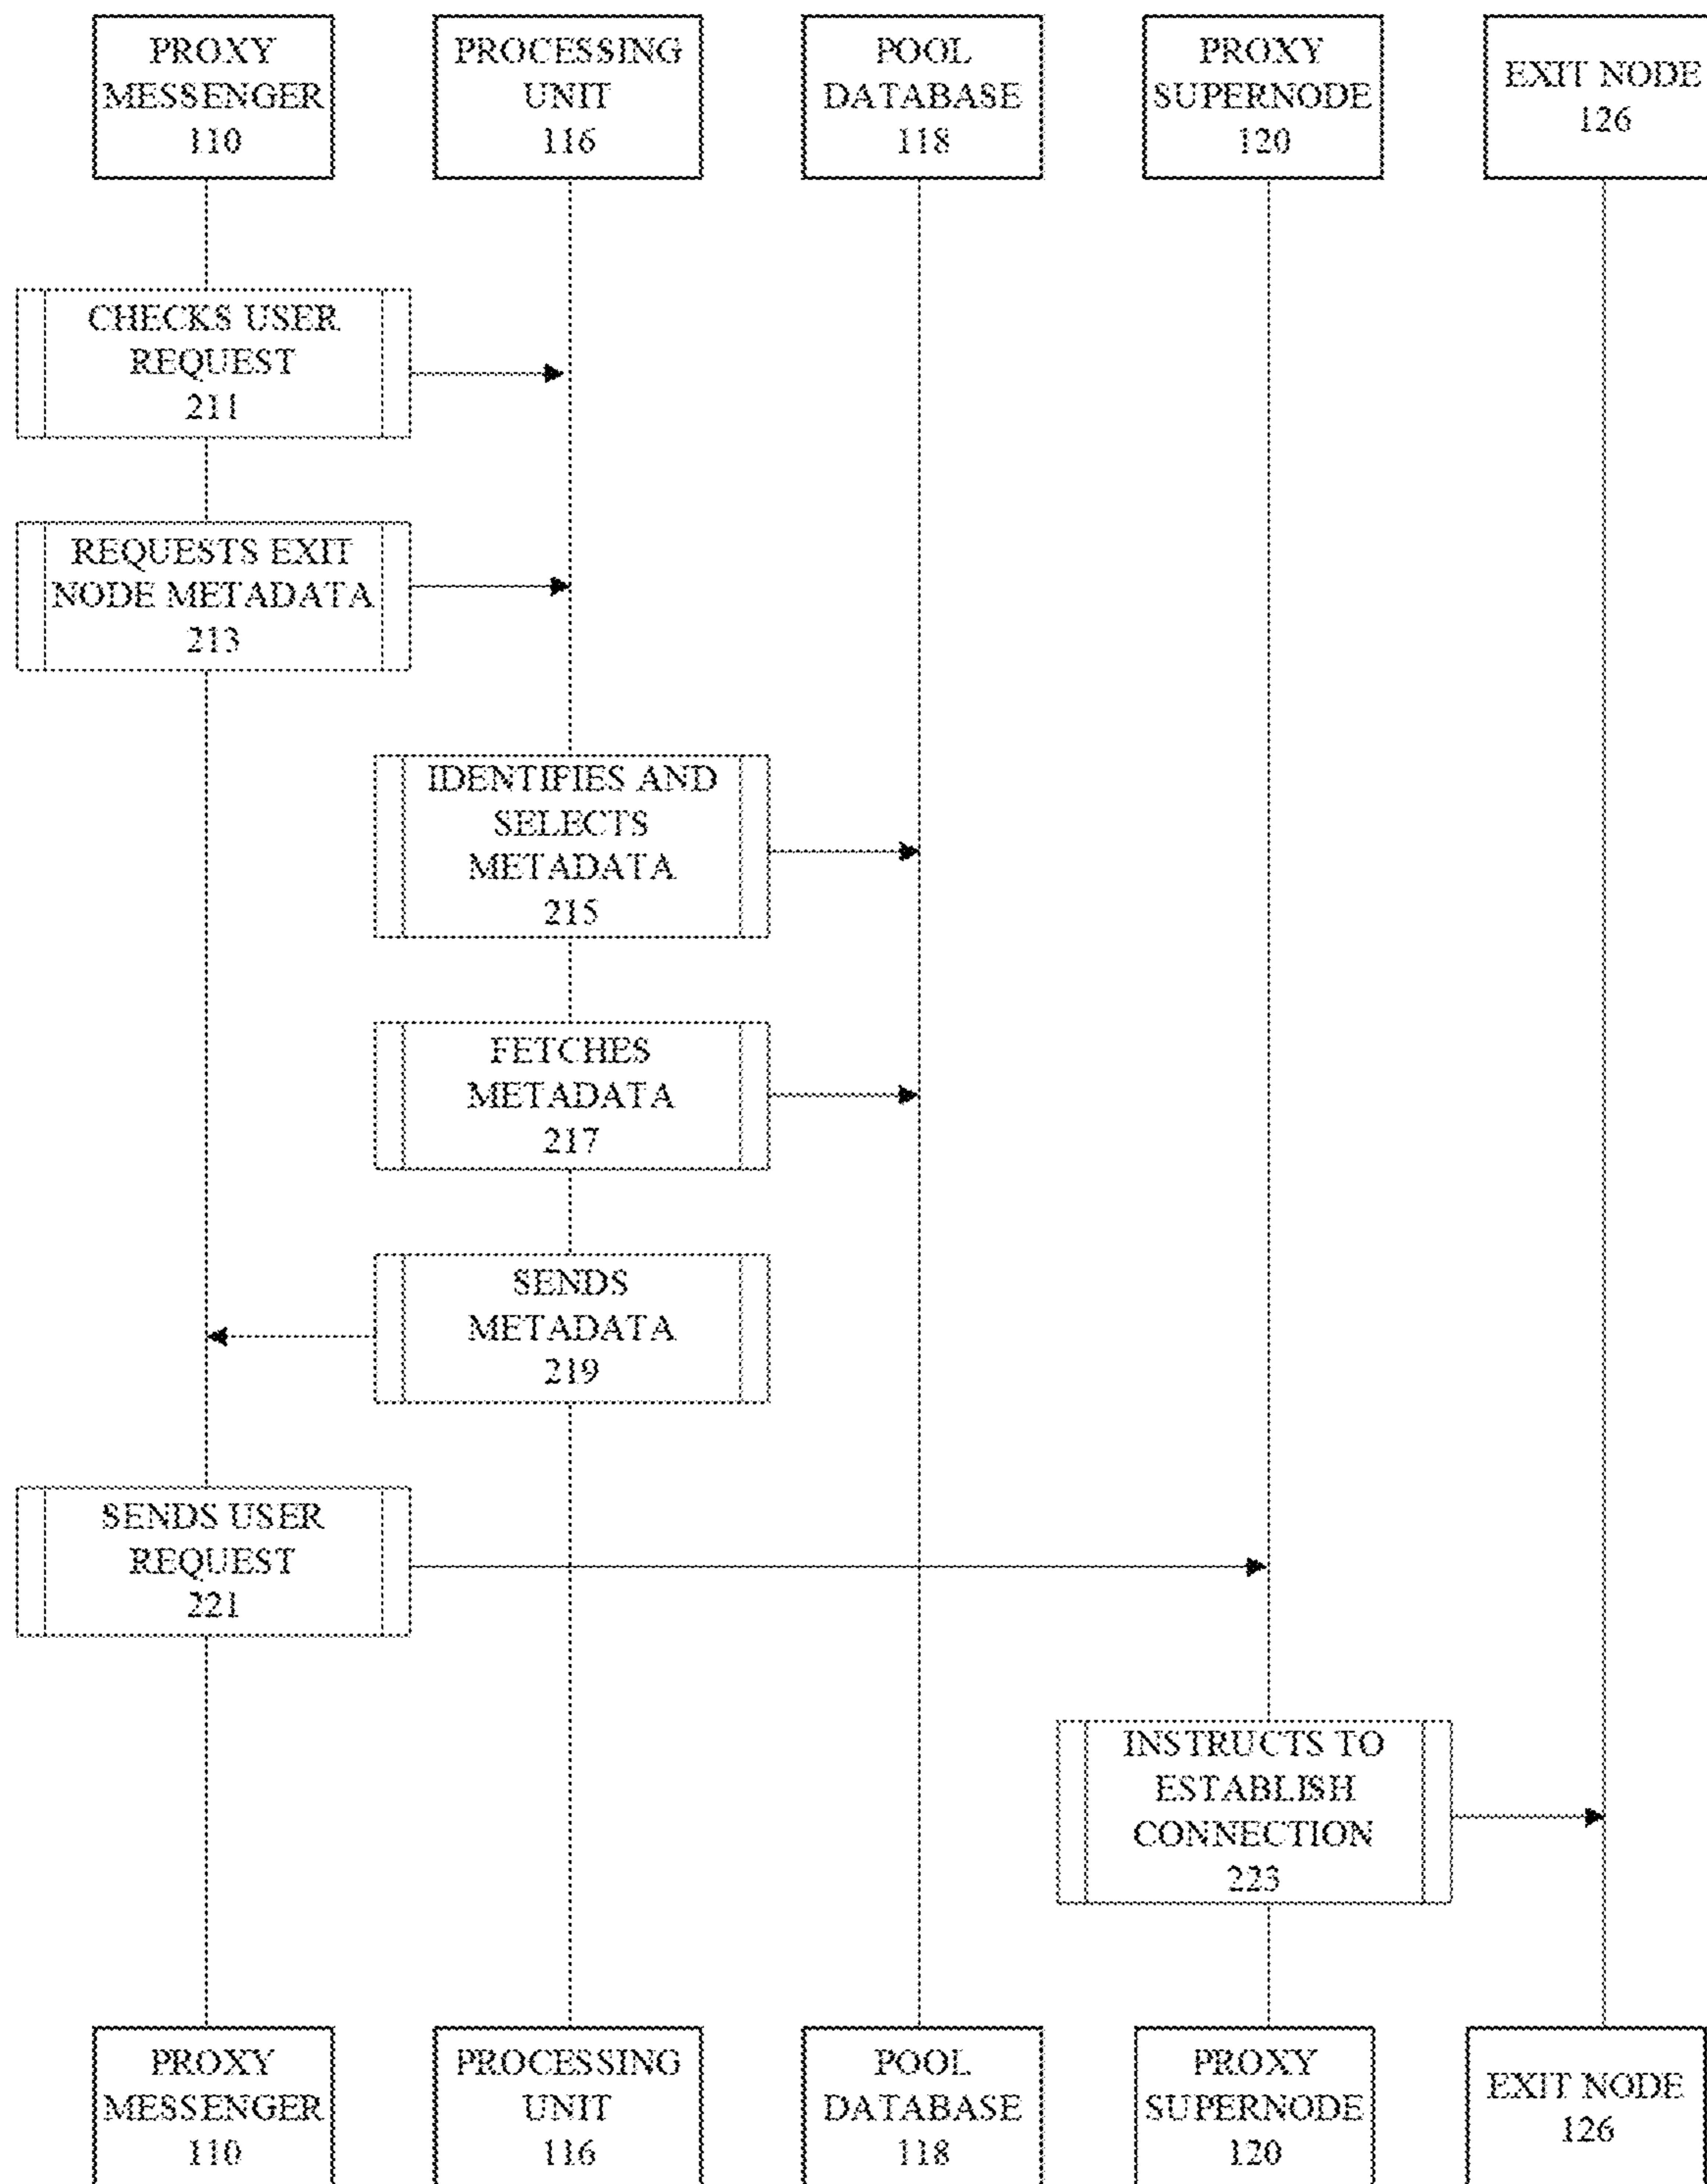 PROXY
MESSENGER
110
PROCESSING
UNIT
116
POOL
DATABASE
118
PROXY
SUPERNODE
120
EXIT NODE
126
CHECKS USER
REQUEST
211
REQUESTS EXIT
NODE METADATA
213
IDENTIFIES AND
SELECTS
METADATA
215
FETCHES
METADATA
217
SENDS
METADATA
219
SENDS USER
REQUEST
221
INSTRUCTS TO
ESTABLISH
CONNECTION
223
PROXY
MESSENGER
110
PROCESSING
UNIT
116
POOL
DATABASE
118
PROXY
SUPERNODE
120
EXIT NODE
126